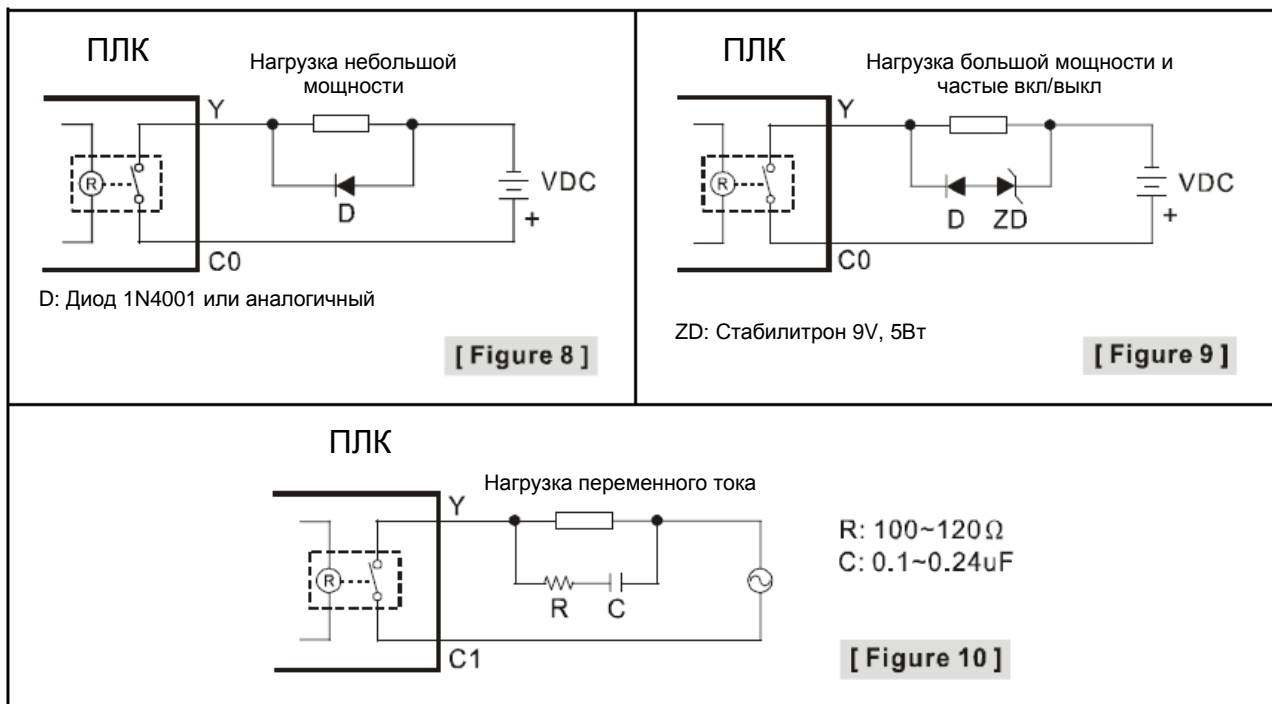 ПЛК
Нагрузка небольшой
мощности
Y
R
D
VDC
+
C0
D: Диод 1N4001 или аналогичный
[ Figure 8 ]
ПЛК
Нагрузка большой мощности и
частые вкл/выкл
Y
R
D ZD
VDC
+
C0
ZD: Стабилитрон 9V, 5Вт
[ Figure 9 ]
ПЛК
Нагрузка переменного тока
Y
R
R C
C1
R: 100~120Ω
C: 0.1~0.24uF
[ Figure 10 ]